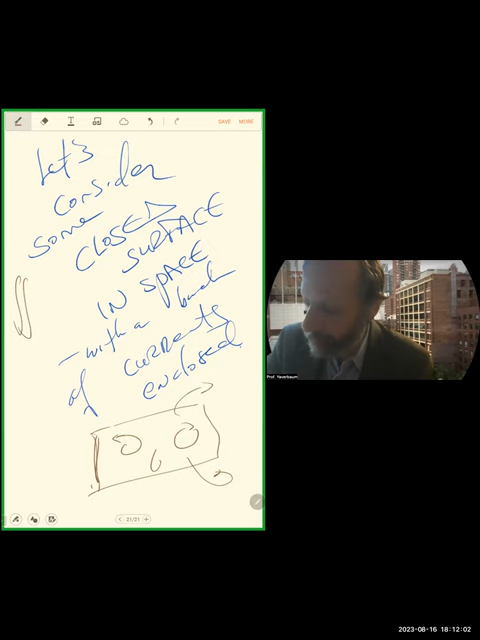 SAVE MORE
Let's
consider
some
CLOSED
SURFACE
IN SPACE
- with a bunch
of currents
enclosed
21/21
Prof. Yaverbaum
2023-08-16 18:12:02